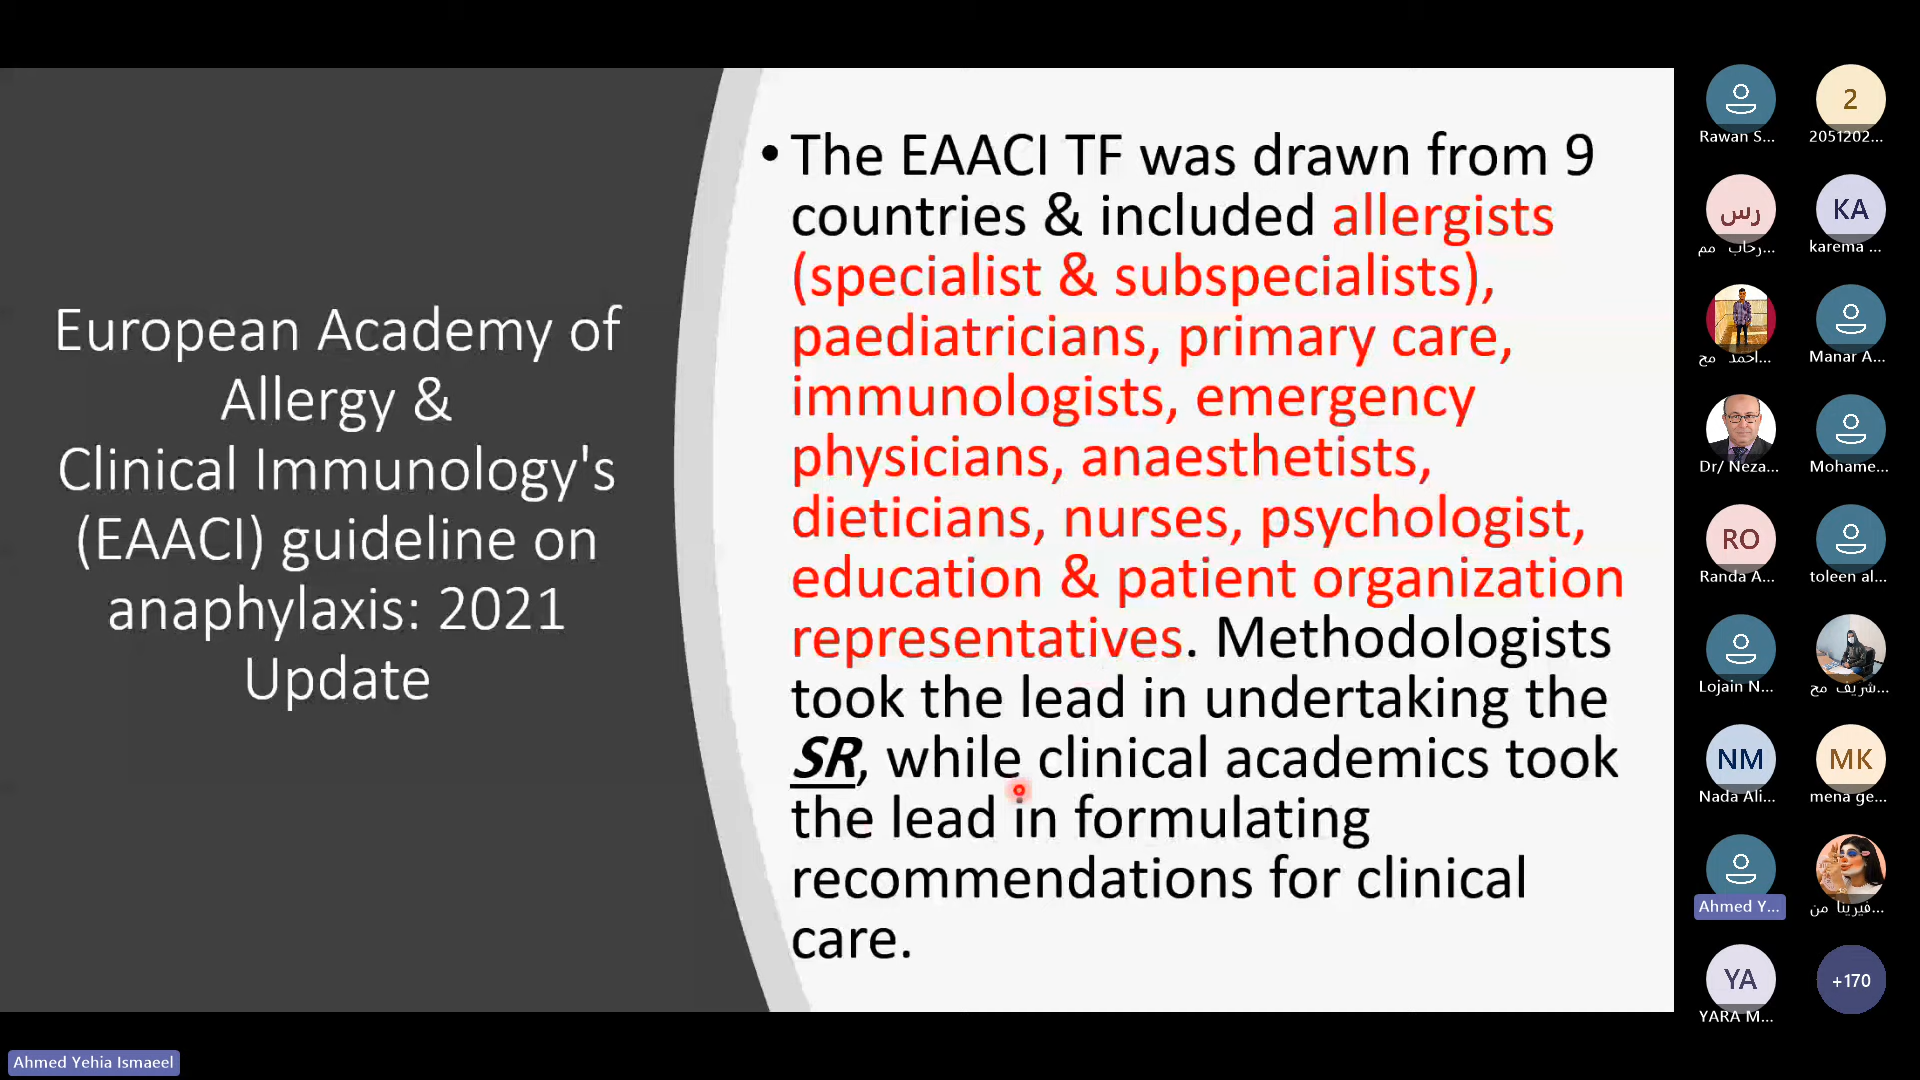 European Academy of
Allergy &
Clinical Immunology's
(EAACI) guideline on
anaphylaxis: 2021
Update
• The EAACI TF was drawn from 9
countries & included allergists
(specialist & subspecialists),
paediatricians, primary care,
immunologists, emergency
physicians, anaesthetists,
dieticians, nurses, psychologist,
education & patient organization
representatives. Methodologists
took the lead in undertaking the
SR, while clinical academics took
the lead in formulating
recommendations for clinical
care.
Rawan S...
2
2051202...
رس
رحاب مم...
KA
karema ...
احمد مح...
Manar A...
Dr/ Neza...
Mohame...
RO
Randa A...
toleen al...
Lojain N...
شريف مح...
NM
Nada Ali...
MK
mena ge...
Ahmed Y...
فيرينا من...
YA
YARA M...
+170
Ahmed Yehia Ismaeel